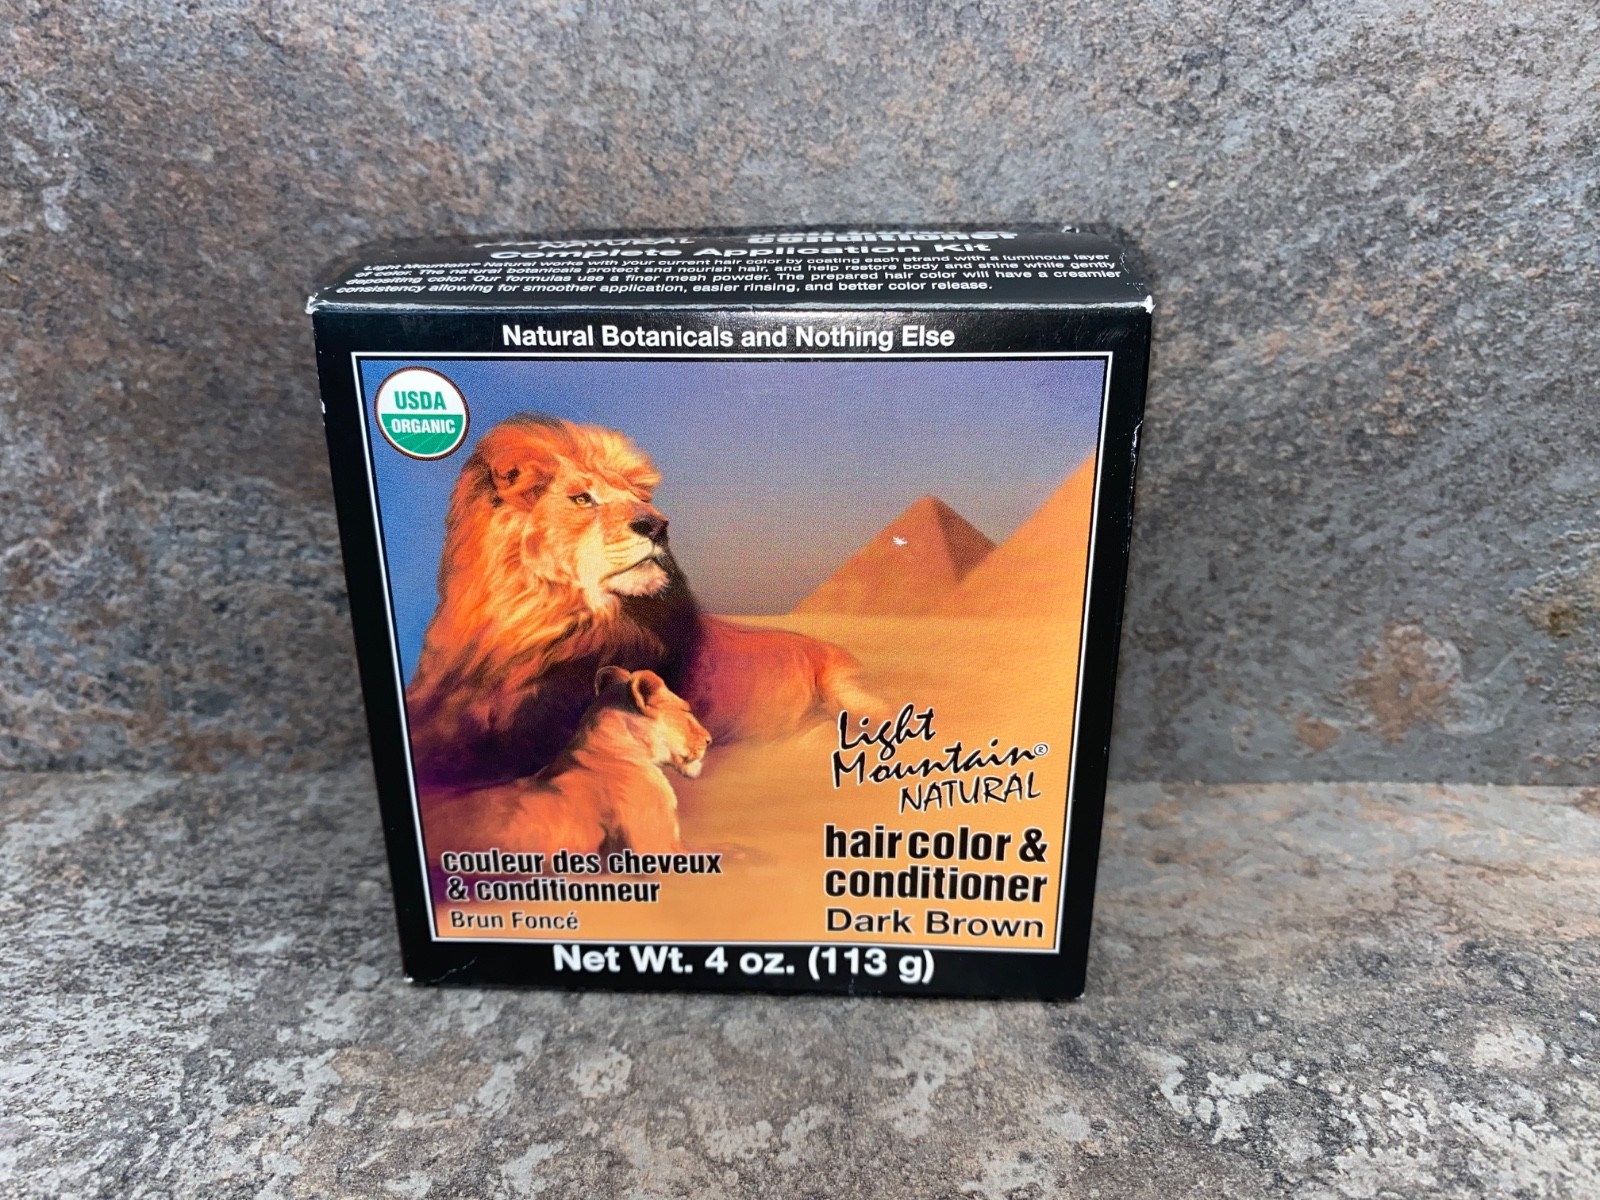 NATURAL conditioner
Complete Application Kit
Light Mountain® Natural works with your current hair color by coating each strand with a luminous layer
of color. The natural botanicals protect and nourish hair, and help restore body and shine while gently
depositing color. Our formulas use a finer mesh powder. The prepared hair color will have a creamier
consistency allowing for smoother application, easier rinsing, and better color release.
Natural Botanicals and Nothing Else
USDA
ORGANIC
Light
Mountain®
NATURAL
hair color &
conditioner
Dark Brown
couleur des cheveux
& conditionneur
Brun Foncé
Net Wt. 4 oz. (113 g)